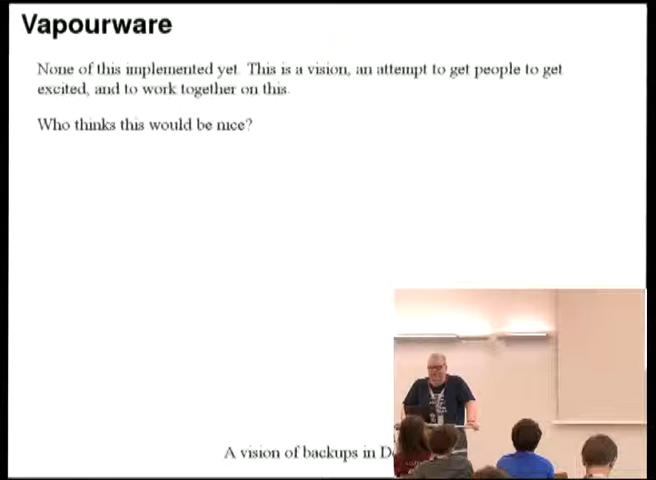 Vapourware
None of this implemented yet. This is a vision, an attempt to get people to get
excited, and to work together on this.
Who thinks this would be nice?
A vision of backups in